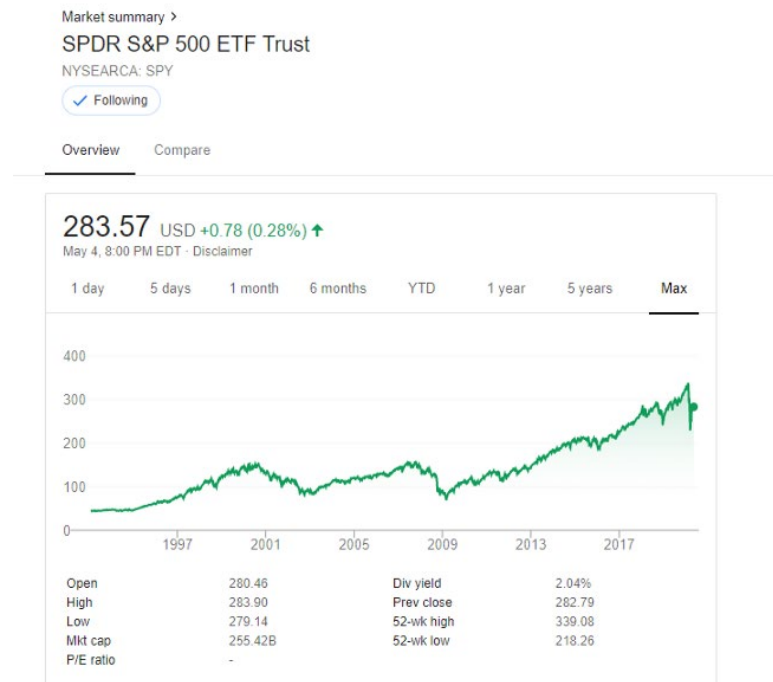 Market summary >
SPDR S&P 500 ETF Trust
NYSEARCA: SPY
Following
Overview Compare
283.57 USD +0.78 (0.28%)
May 4, 8:00 PM EDT · Disclaimer
1 day 5 days 1 month 6 months YTD 1 year 5 years Max
400
300
200
100
0
1997 2001 2005 2009 2013 2017
Open 280.46 Div yield 2.04%
High 283.90 Prev close 282.79
Low 279.14 52-wk high 339.08
Mkt cap 255.42B 52-wk low 218.26
P/E ratio -